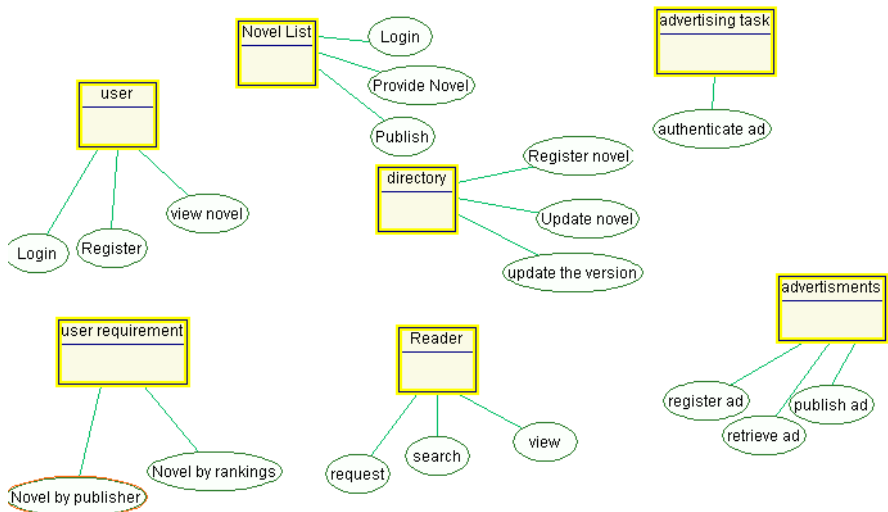 Novel List
Login
Provide Novel
Publish
advertising task
authenticate ad
user
Login
Register
view novel
directory
Register novel
Update novel
update the version
advertisments
register ad
retrieve ad
publish ad
user requirement
Novel by publisher
Novel by rankings
Reader
request
search
view